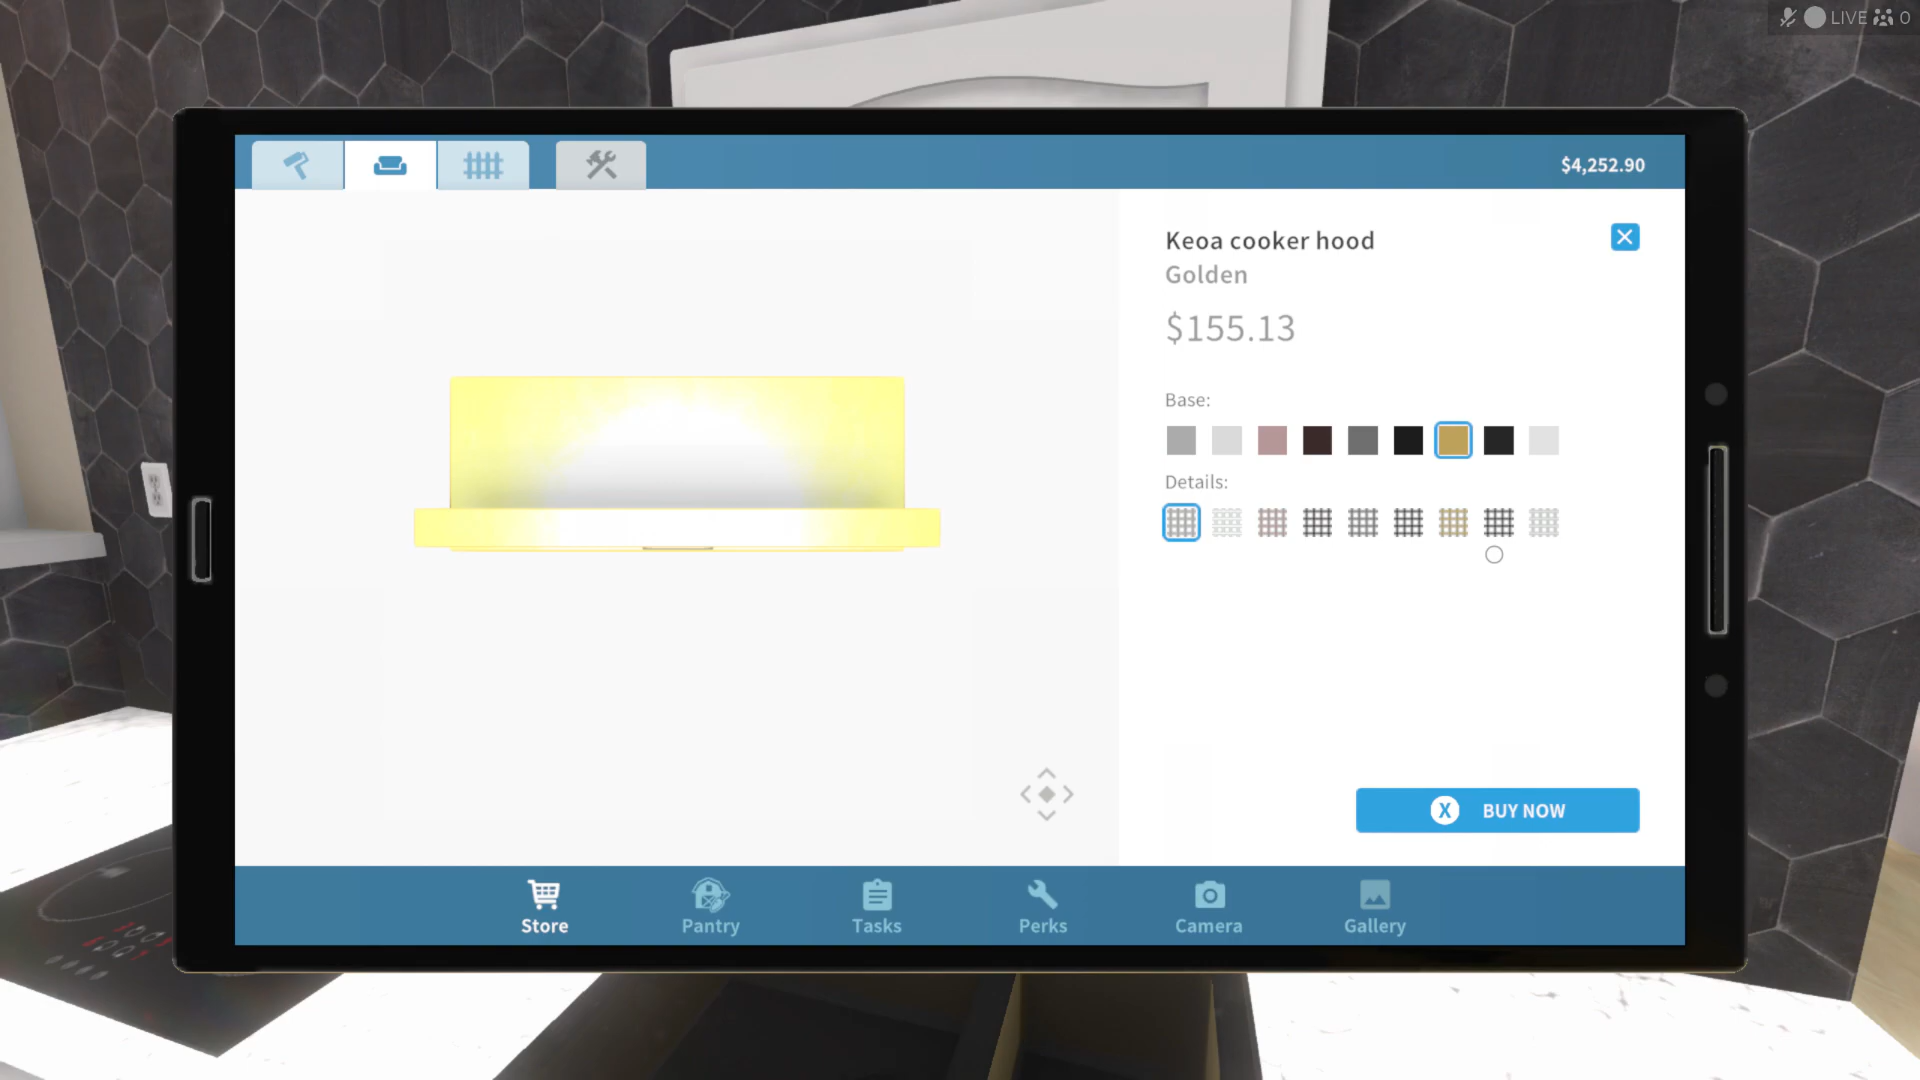 LIVE 0
$4,252.90
Keoa cooker hood
Golden
$155.13
Base:
Details:
X BUY NOW
Store Pantry Tasks Perks Camera Gallery